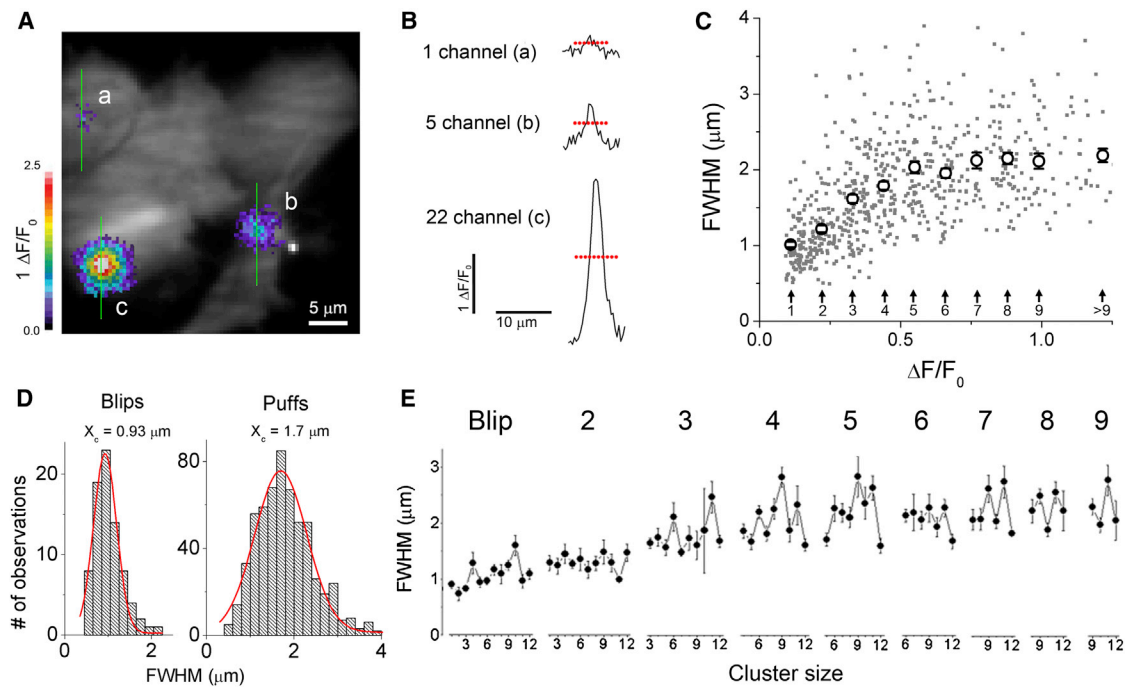 A
a
b
c
2.5
1 ΔF/F0
0.0
5 μm
B
1 channel (a)
5 channel (b)
22 channel (c)
1 ΔF/F0
10 μm
C
FWHM (μm)
4
3
2
1
0
1 2 3 4 5 6 7 8 9 >9
0.0 0.5 1.0
ΔF/F0
D
Blips Puffs
Xc = 0.93 μm Xc = 1.7 μm
# of observations
20
10
0
80
40
0
0 2 0 2 4
FWHM (μm)
E
Blip 2 3 4 5 6 7 8 9
FWHM (μm)
3
2
1
0
3 6 9 12 3 6 9 12 3 6 9 12 6 9 12 6 9 12 6 9 12 9 12 9 12 9 12
Cluster size